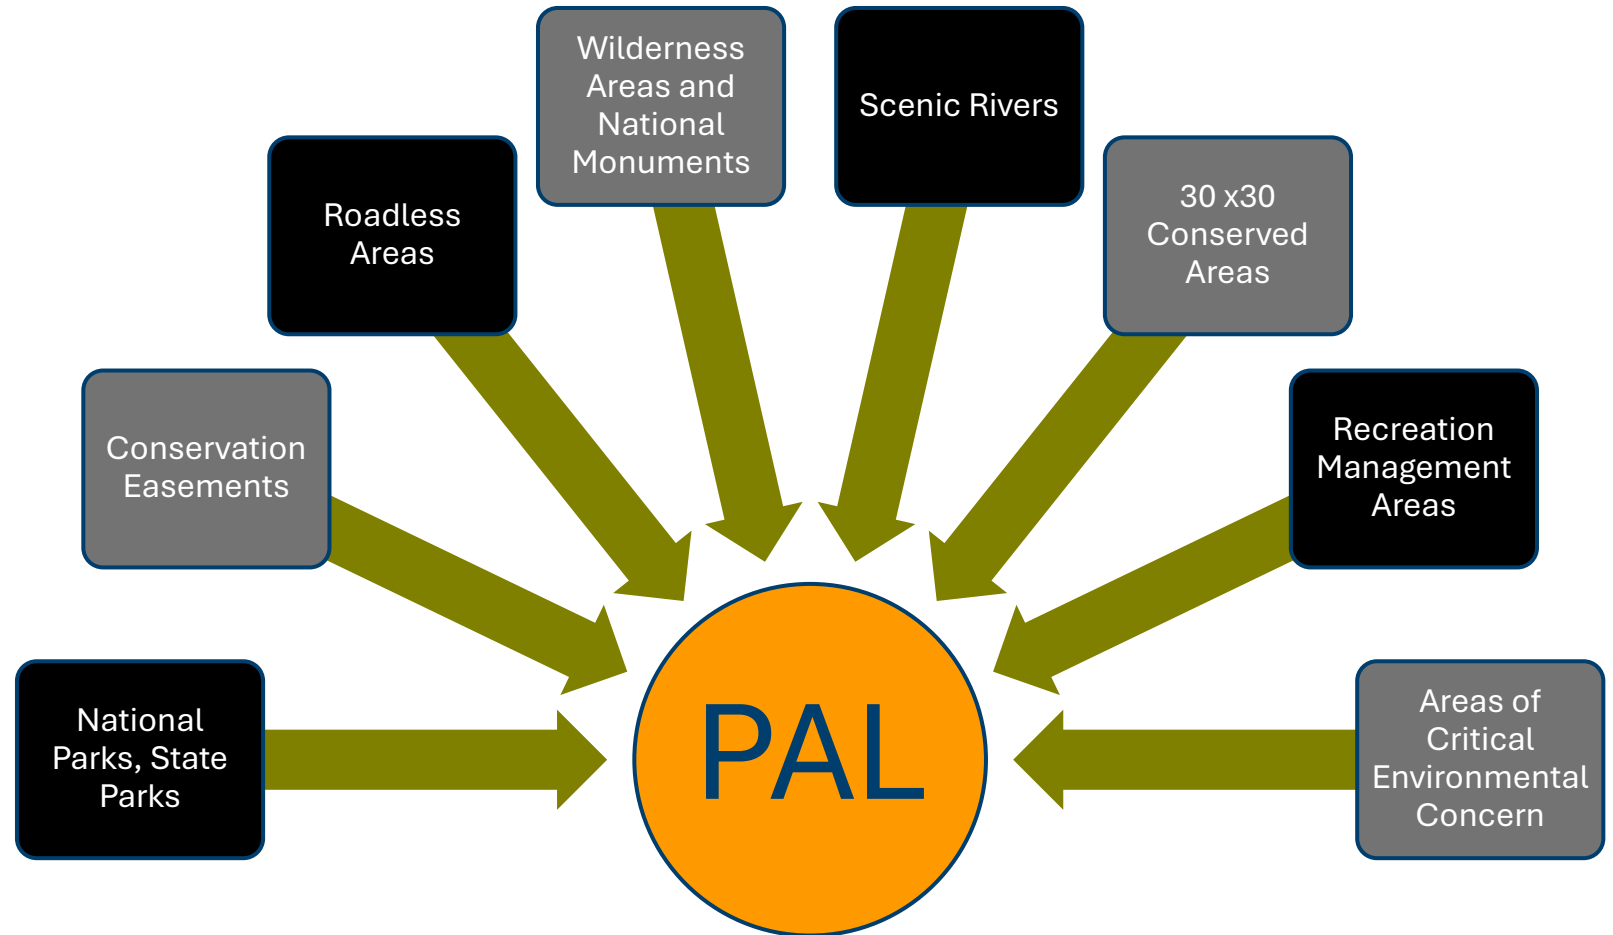 Wilderness
Areas and
National
Monuments
Scenic Rivers
Roadless
Areas
30 x30
Conserved
Areas
Conservation
Easements
Recreation
Management
Areas
National
Parks, State
Parks
PAL
Areas of
Critical
Environmental
Concern